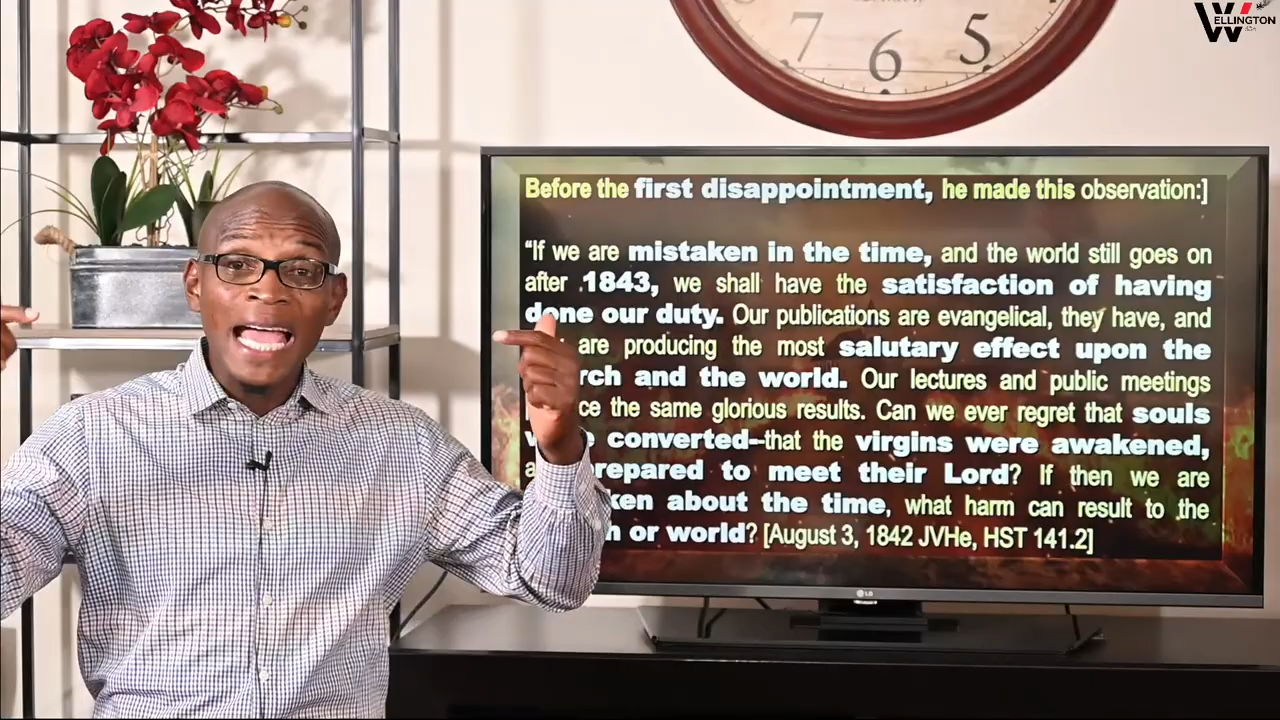 7 6 5
WELLINGTON
Before the first disappointment, he made this observation:]
“If we are mistaken in the time, and the world still goes on
after .1843, we shall have the satisfaction of having
done our duty. Our publications are evangelical, they have, and
are producing the most salutary effect upon the
rch and the world. Our lectures and public meetings
ce the same glorious results. Can we ever regret that souls
converted--that the virgins were awakened,
prepared to meet their Lord? If then we are
ken about the time, what harm can result to the
or world? [August 3, 1842 JVHe, HST 141.2]
LG